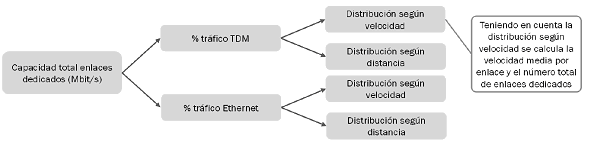 Capacidad total enlaces
dedicados (Mbit/s)
% tráfico TDM
% tráfico Ethernet
Distribución según
velocidad
Distribución según
distancia
Distribución según
velocidad
Distribución según
distancia
Teniendo en cuenta la
distribución según
velocidad se calcula la
velocidad media por
enlace y el número total
de enlaces dedicados